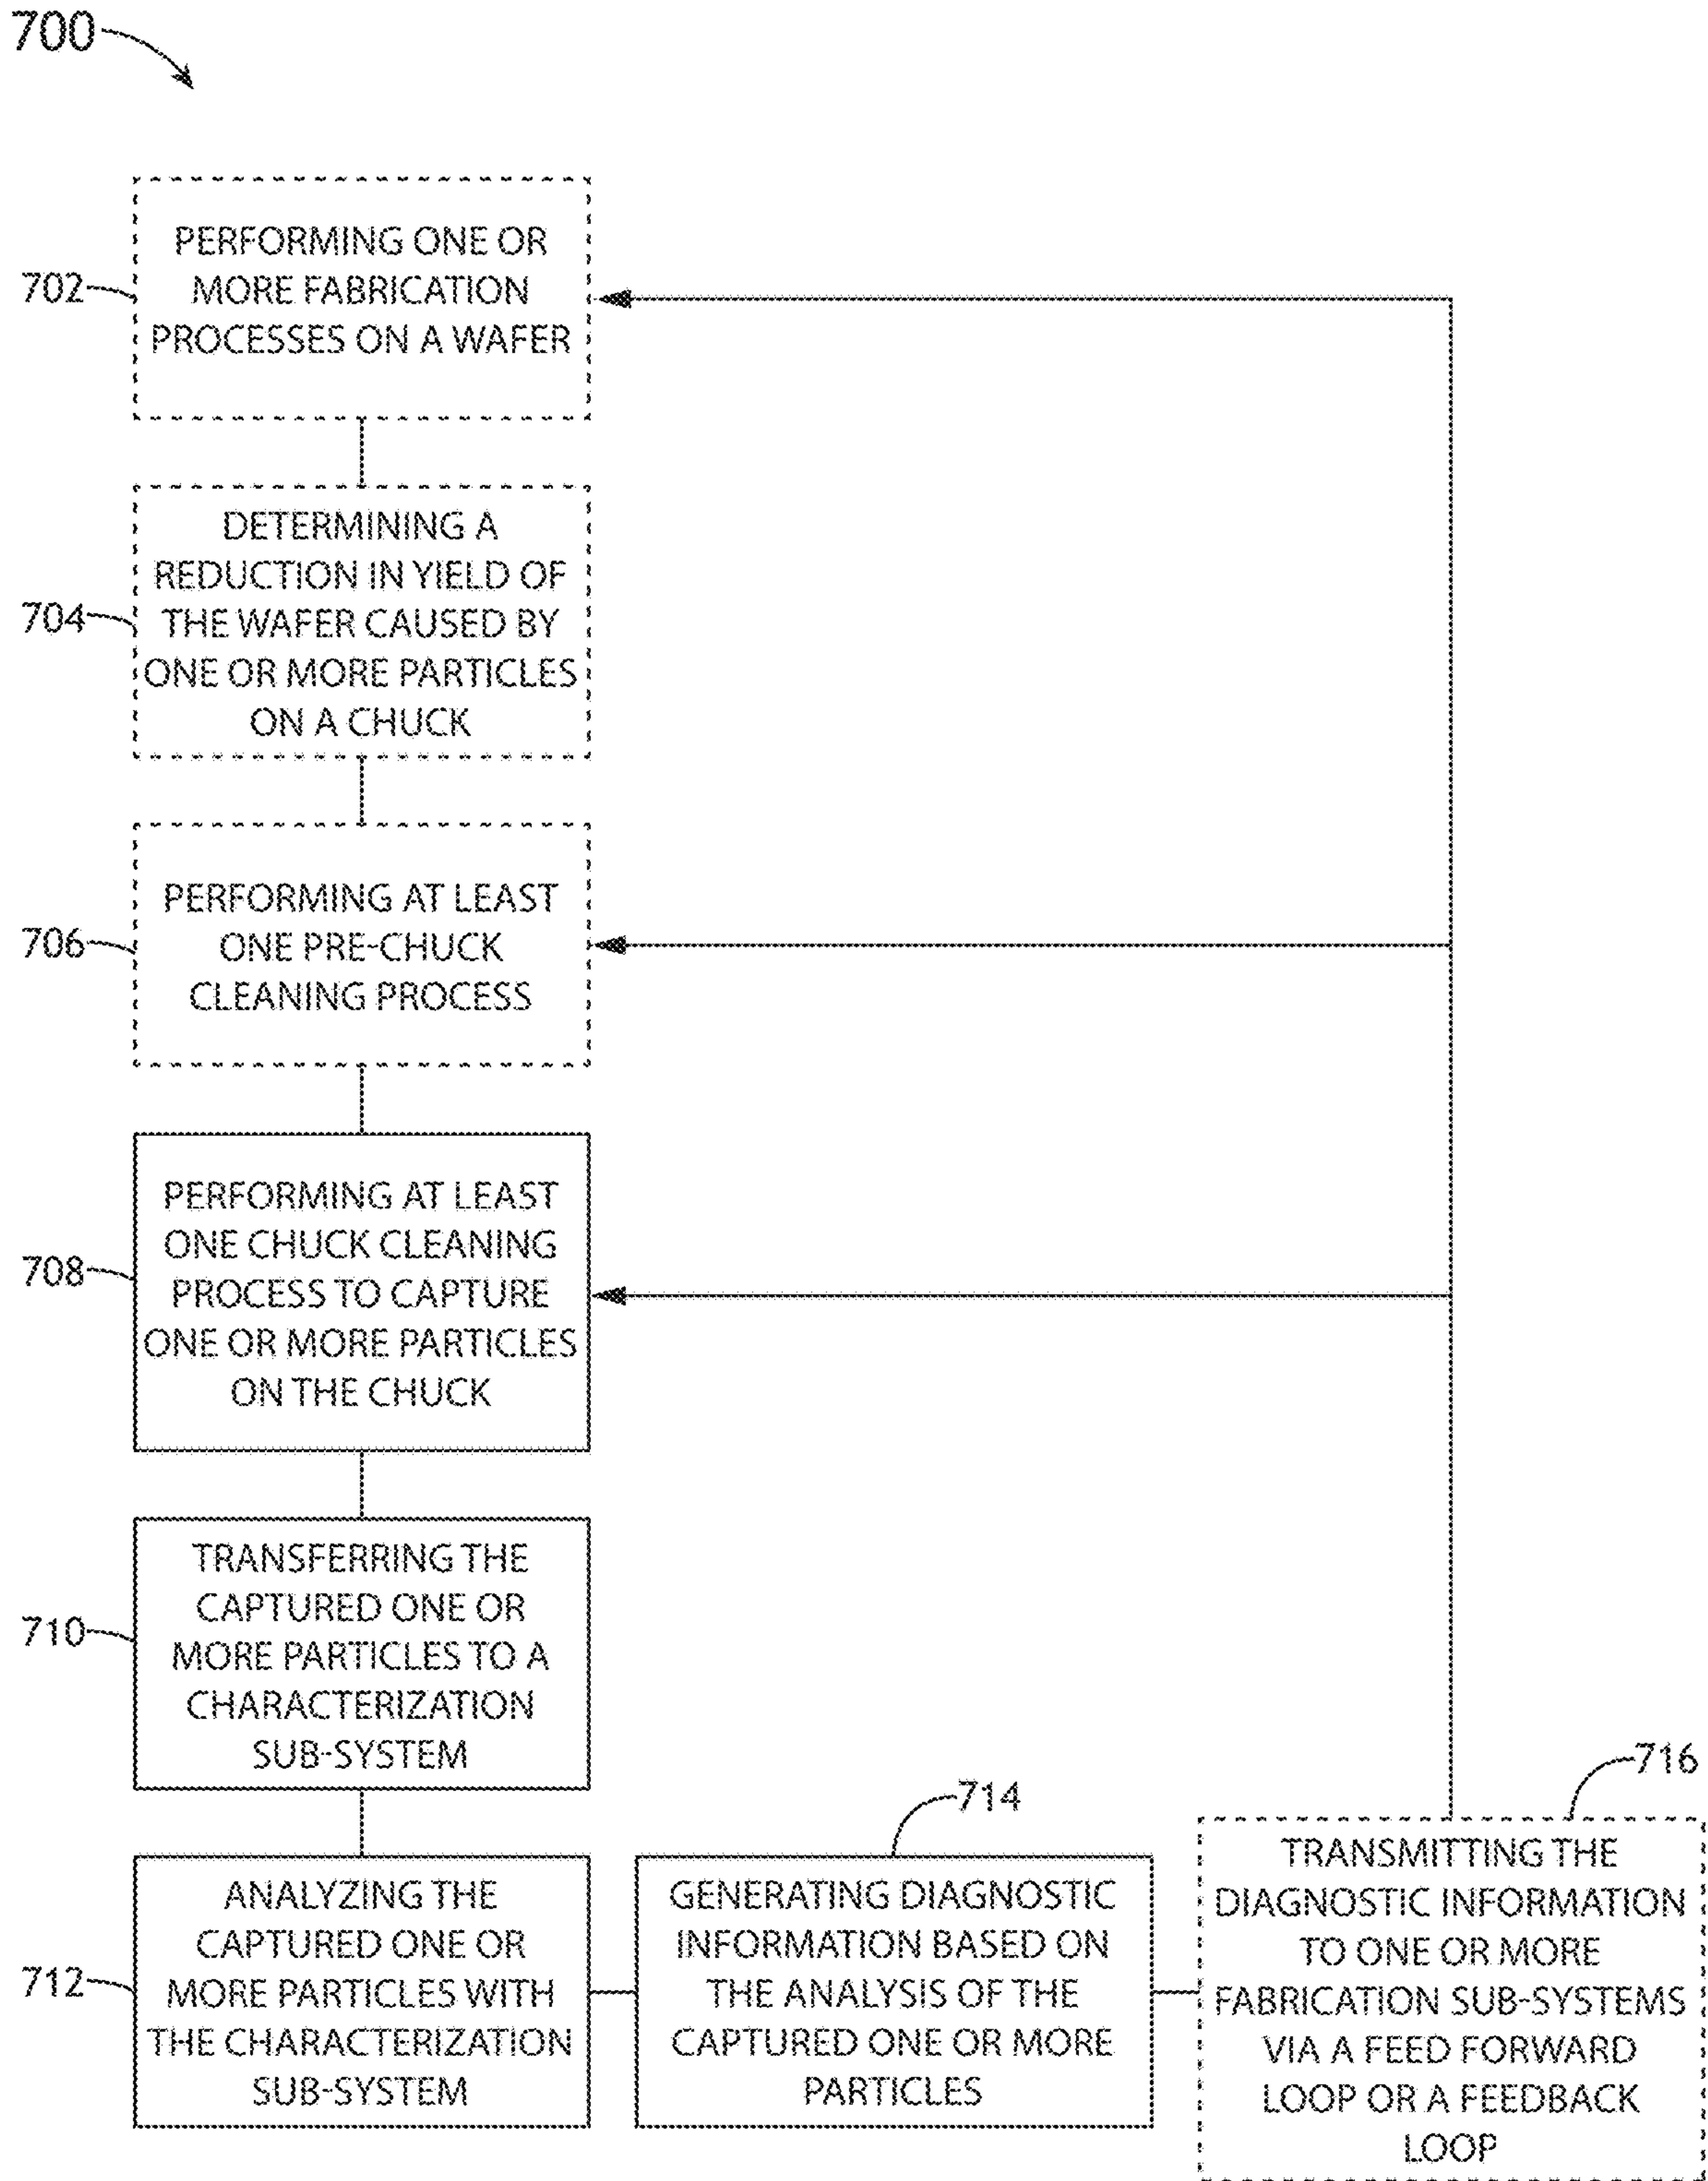 700
702
PERFORMING ONE OR
MORE FABRICATION
PROCESSES ON A WAFER
704
DETERMINING A
REDUCTION IN YIELD OF
THE WAFER CAUSED BY
ONE OR MORE PARTICLES
ON A CHUCK
706
PERFORMING AT LEAST
ONE PRE-CHUCK
CLEANING PROCESS
708
PERFORMING AT LEAST
ONE CHUCK CLEANING
PROCESS TO CAPTURE
ONE OR MORE PARTICLES
ON THE CHUCK
710
TRANSFERRING THE
CAPTURED ONE OR
MORE PARTICLES TO A
CHARACTERIZATION
SUB-SYSTEM
712
ANALYZING THE
CAPTURED ONE OR
MORE PARTICLES WITH
THE CHARACTERIZATION
SUB-SYSTEM
714
GENERATING DIAGNOSTIC
INFORMATION BASED ON
THE ANALYSIS OF THE
CAPTURED ONE OR MORE
PARTICLES
716
TRANSMITTING THE
DIAGNOSTIC INFORMATION
TO ONE OR MORE
FABRICATION SUB-SYSTEMS
VIA A FEED FORWARD
LOOP OR A FEEDBACK
LOOP